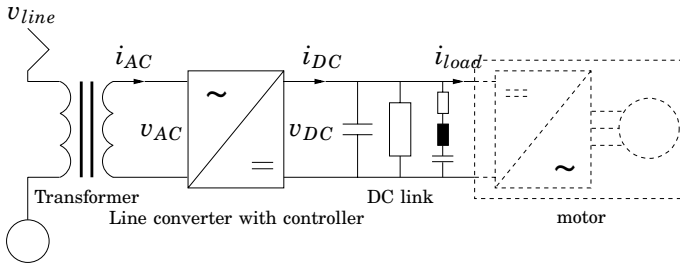 v_line
i_AC
i_DC
i_load
~
v_AC
v_DC
~
Transformer
DC link
Line converter with controller
motor